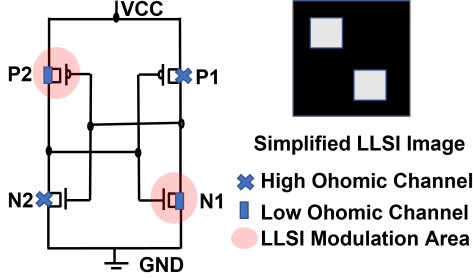 VCC
P2
P1
N2
N1
GND
Simplified LLSI Image
High Ohomic Channel
Low Ohomic Channel
LLSI Modulation Area